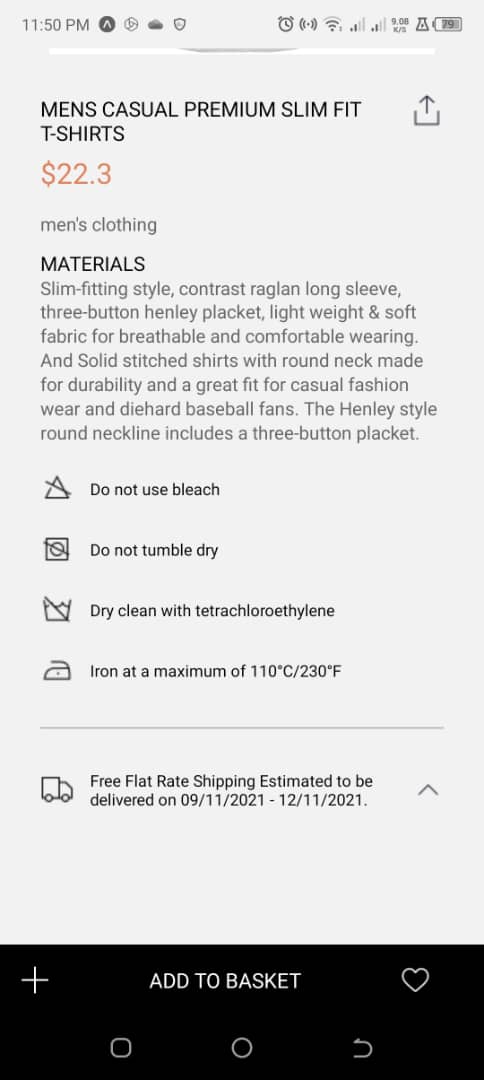 11:50 PM
9.08
K/S
79
MENS CASUAL PREMIUM SLIM FIT
T-SHIRTS
$22.3
men's clothing
MATERIALS
Slim-fitting style, contrast raglan long sleeve,
three-button henley placket, light weight & soft
fabric for breathable and comfortable wearing.
And Solid stitched shirts with round neck made
for durability and a great fit for casual fashion
wear and diehard baseball fans. The Henley style
round neckline includes a three-button placket.
Do not use bleach
Do not tumble dry
Dry clean with tetrachloroethylene
Iron at a maximum of 110°C/230°F
Free Flat Rate Shipping Estimated to be
delivered on 09/11/2021 - 12/11/2021.
ADD TO BASKET